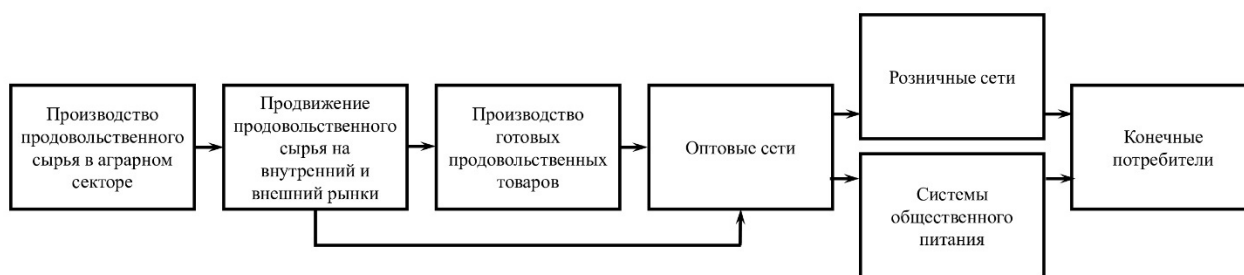 Производство
продовольственного
сырья в аграрном
секторе
Продвижение
продовольственного
сырья на
внутренний и
внешний рынки
Производство
готовых
продовольственных
товаров
Оптовые сети
Розничные сети
Системы
общественного
питания
Конечные
потребители